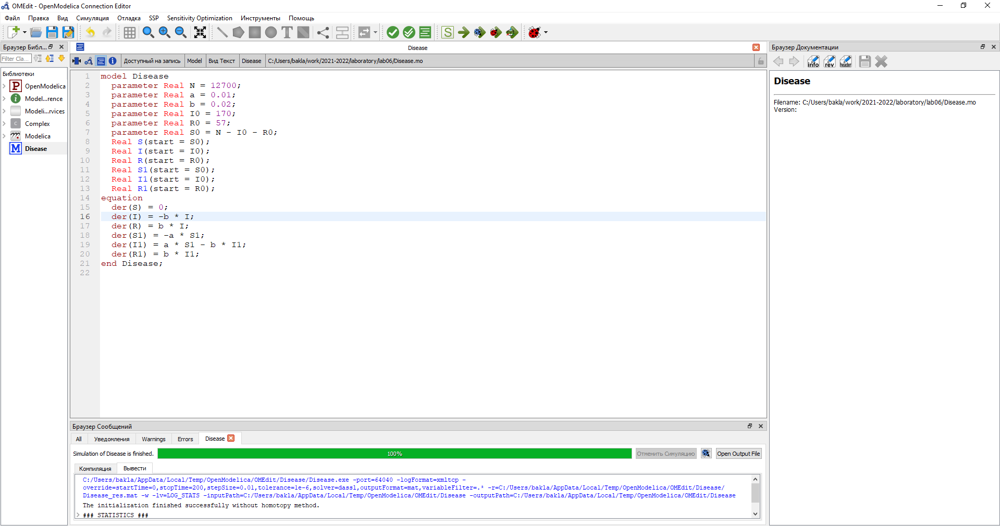 OMEdit - OpenModelica Connection Editor
Файл Правка Вид Симуляция Отладка SSP Sensitivity Optimization Инструменты Помощь
Браузер Библ...
Filter Cla...
Библиотеки
P OpenModelica
i Model...rence
Modeli...rvices
C Complex
Modelica
M Disease
Disease
Доступный на запись Model Вид Текст Disease C:/Users/bakla/work/2021-2022/laboratory/lab06/Disease.mo
1 model Disease
2 parameter Real N = 12700;
3 parameter Real a = 0.01;
4 parameter Real b = 0.02;
5 parameter Real I0 = 170;
6 parameter Real R0 = 57;
7 parameter Real S0 = N - I0 - R0;
8 Real S(start = S0);
9 Real I(start = I0);
10 Real R(start = R0);
11 Real S1(start = S0);
12 Real I1(start = I0);
13 Real R1(start = R0);
14 equation
15 der(S) = 0;
16 der(I) = -b * I;
17 der(R) = b * I;
18 der(S1) = -a * S1;
19 der(I1) = a * S1 - b * I1;
20 der(R1) = b * I1;
21 end Disease;
22
Браузер Сообщений
All Уведомления Warnings Errors Disease
Simulation of Disease is finished. 100% Отменить Симуляцию Open Output File
Компиляция Вывести
C:/Users/bakla/AppData/Local/Temp/OpenModelica/OMEdit/Disease/Disease.exe -port=64040 -logFormat=xmltcp -
override=startTime=0,stopTime=200,stepSize=0.01,tolerance=1e-6,solver=dassl,outputFormat=mat,variableFilter=.* -r=C:/Users/bakla/AppData/Local/Temp/OpenModelica/OMEdit/Disease/
Disease_res.mat -w -lv=LOG_STATS -inputPath=C:/Users/bakla/AppData/Local/Temp/OpenModelica/OMEdit/Disease -outputPath=C:/Users/bakla/AppData/Local/Temp/OpenModelica/OMEdit/Disease
The initialization finished successfully without homotopy method.
### STATISTICS ###
Браузер Документации
info rev header
Disease
Filename: C:/Users/bakla/work/2021-2022/laboratory/lab06/Disease.mo
Version: